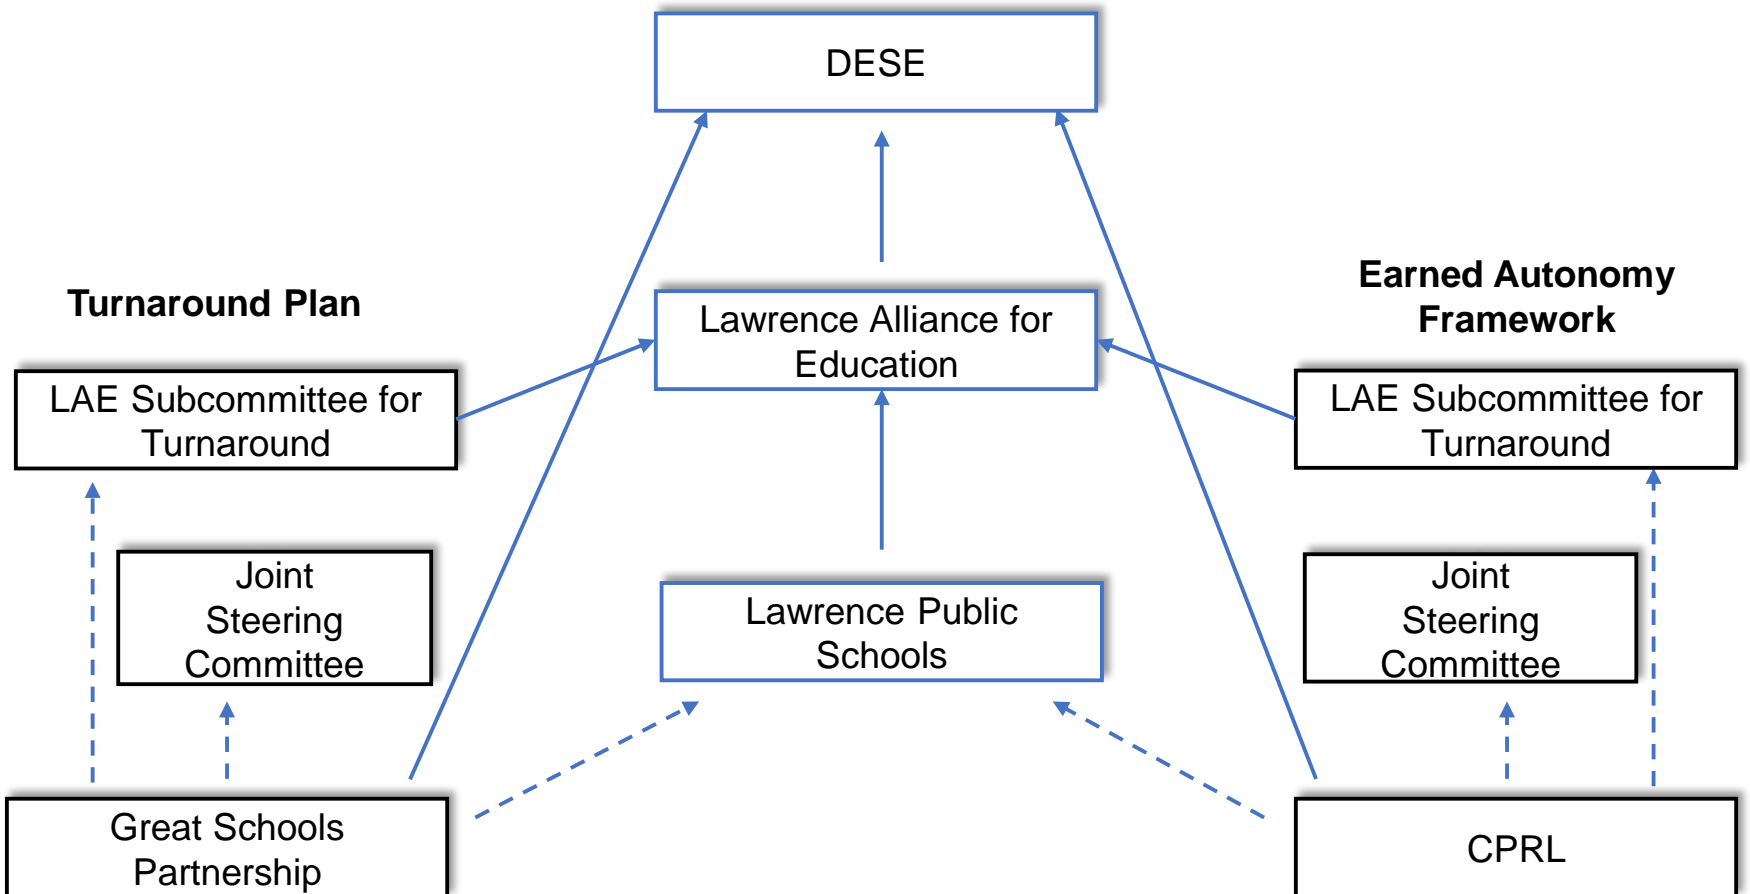 DESE
Turnaround Plan
Earned Autonomy
Framework
Lawrence Alliance for
Education
LAE Subcommittee for
Turnaround
LAE Subcommittee for
Turnaround
Joint
Steering
Committee
Lawrence Public
Schools
Joint
Steering
Committee
Great Schools
Partnership
CPRL